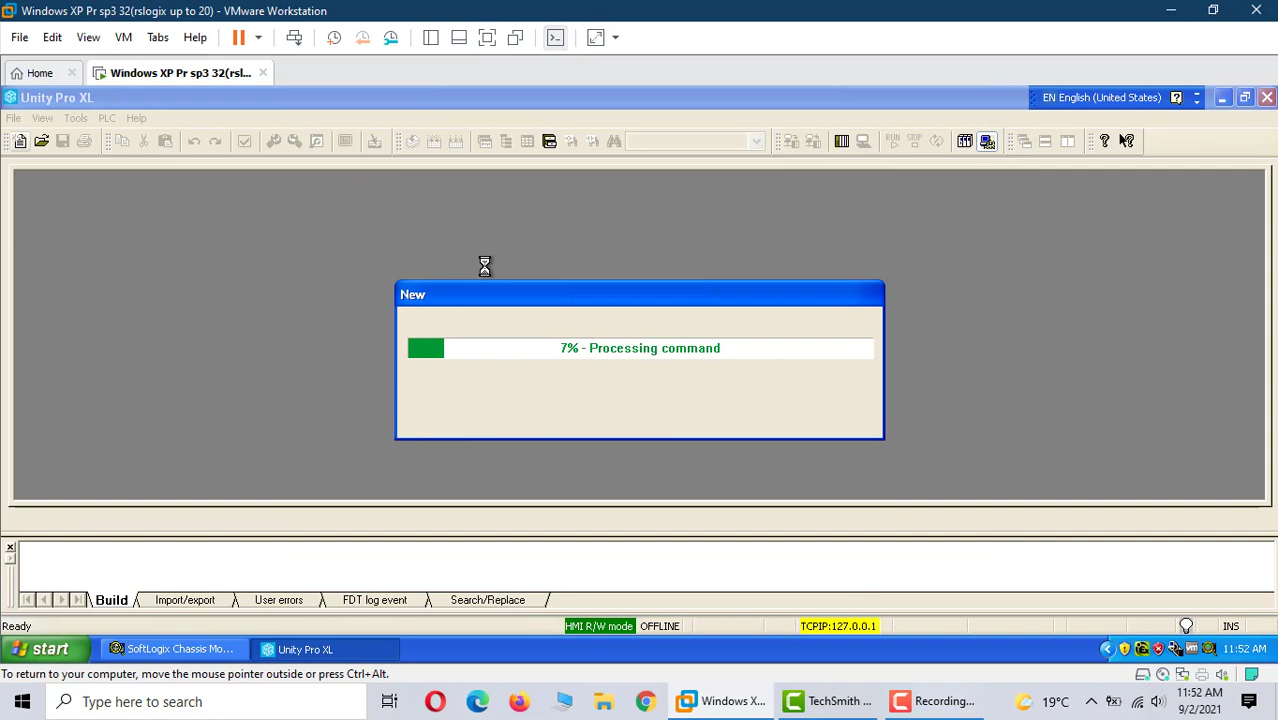 Windows XP Pr sp3 32(rslogix up to 20) - VMware Workstation
File Edit View VM Tabs Help
Home Windows XP Pr sp3 32(rsl...
Unity Pro XL EN English (United States)
File View Tools PLC Help
RUN STOP
New
7% - Processing command
Build Import/export User errors FDT log event Search/Replace
Ready HMI R/W mode OFFLINE TCPIP:127.0.0.1 INS
start SoftLogix Chassis Mo... Unity Pro XL 11:52 AM
To return to your computer, move the mouse pointer outside or press Ctrl+Alt.
Type here to search Windows X... TechSmith ... Recording... 19°C 11:52 AM
9/2/2021